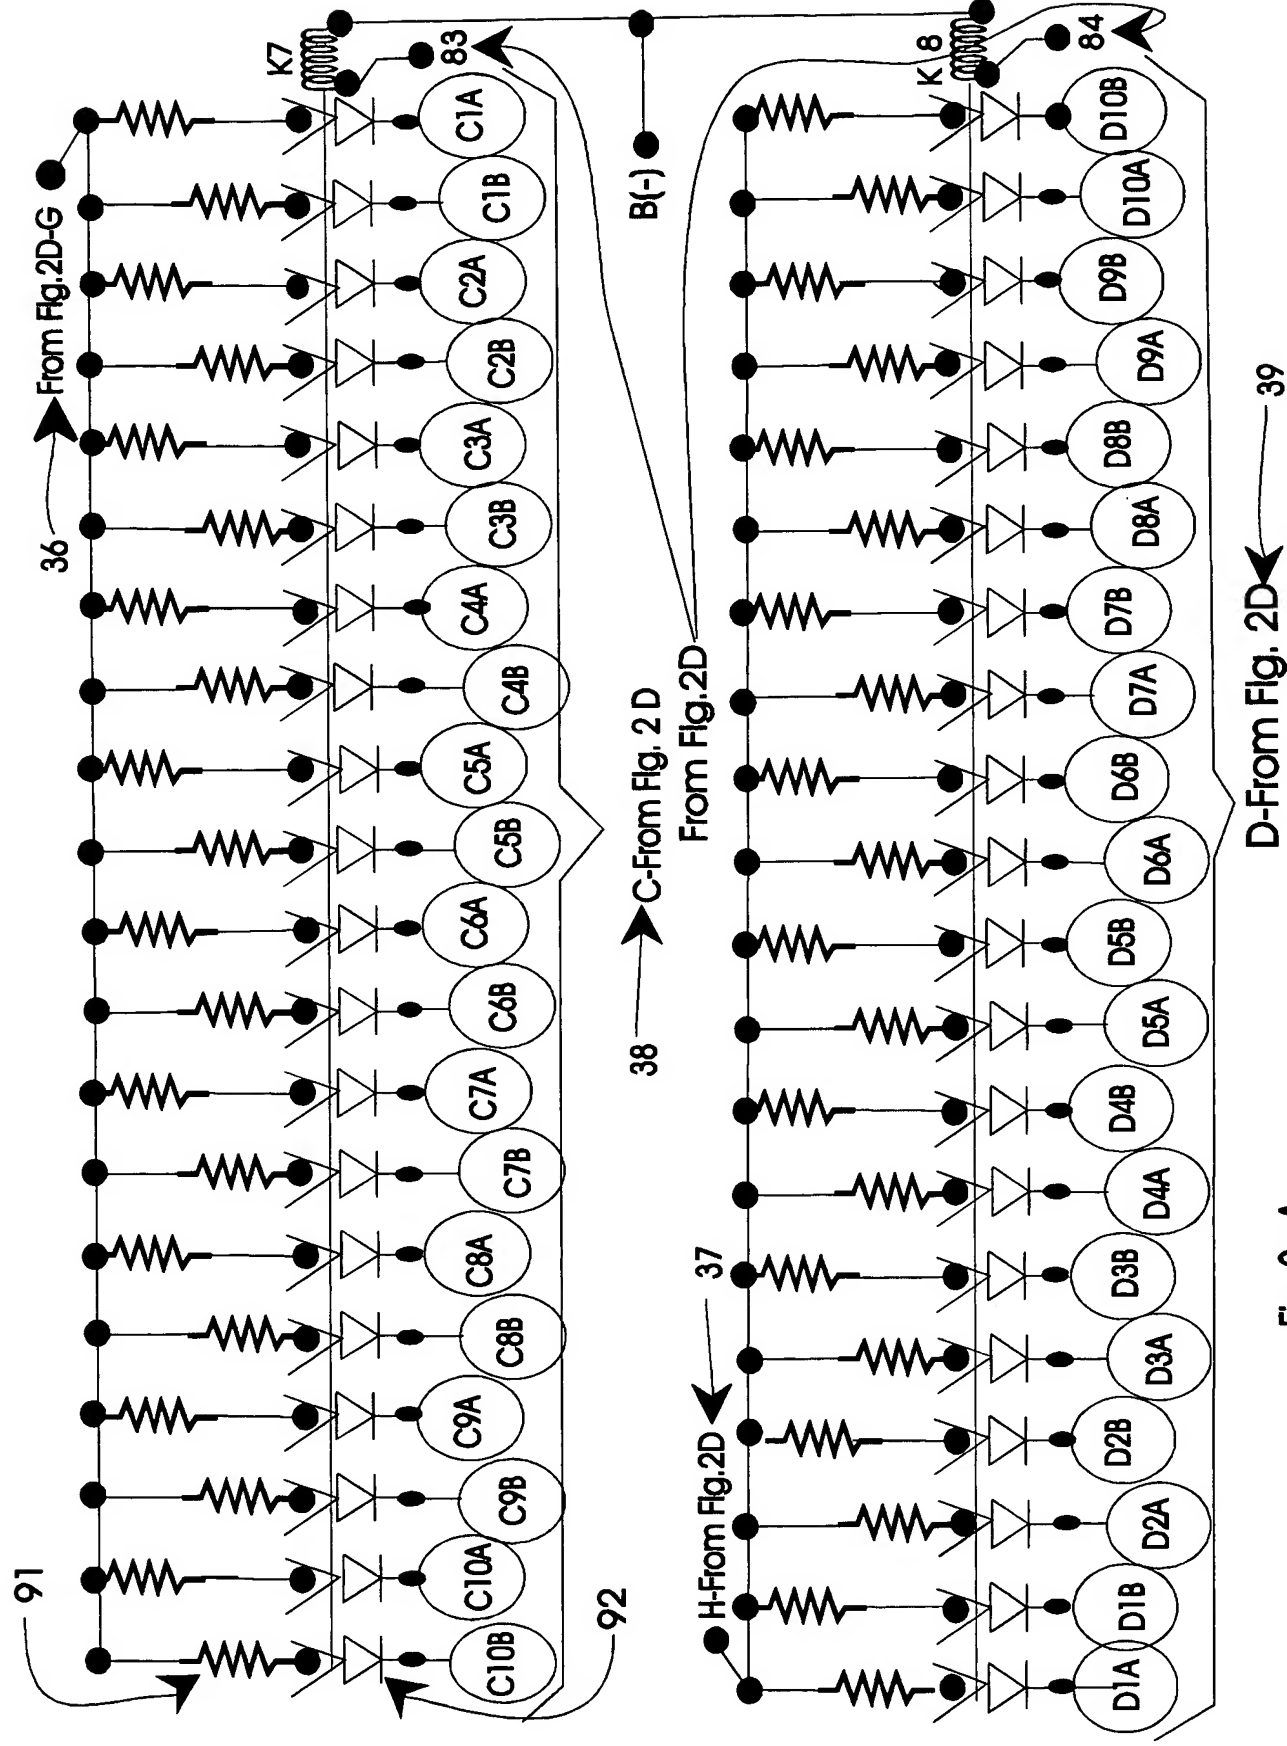 91
36
From Fig.2D-G
K7
83
C10B
C10A
C9B
C9A
C8B
C8A
C7B
C7A
C6B
C6A
C5B
C5A
C4B
C4A
C3B
C3A
C2B
C2A
C1B
C1A
92
38
C-From Fig. 2 D
From Fig.2D
B(-)
H-From Fig.2D
37
K 8
84
D1A
D1B
D2A
D2B
D3A
D3B
D4A
D4B
D5A
D5B
D6A
D6B
D7A
D7B
D8A
D8B
D9A
D9B
D10A
D10B
D-From Fig. 2D
39